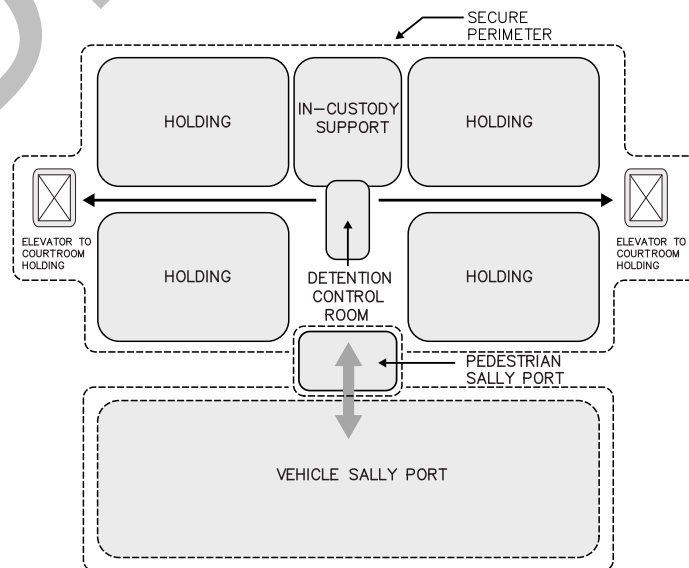 SECURE
PERIMETER
HOLDING
IN-CUSTODY
SUPPORT
HOLDING
ELEVATOR TO
COURTROOM
HOLDING
ELEVATOR TO
COURTROOM
HOLDING
HOLDING
DETENTION
CONTROL
ROOM
HOLDING
PEDESTRIAN
SALLY PORT
VEHICLE SALLY PORT